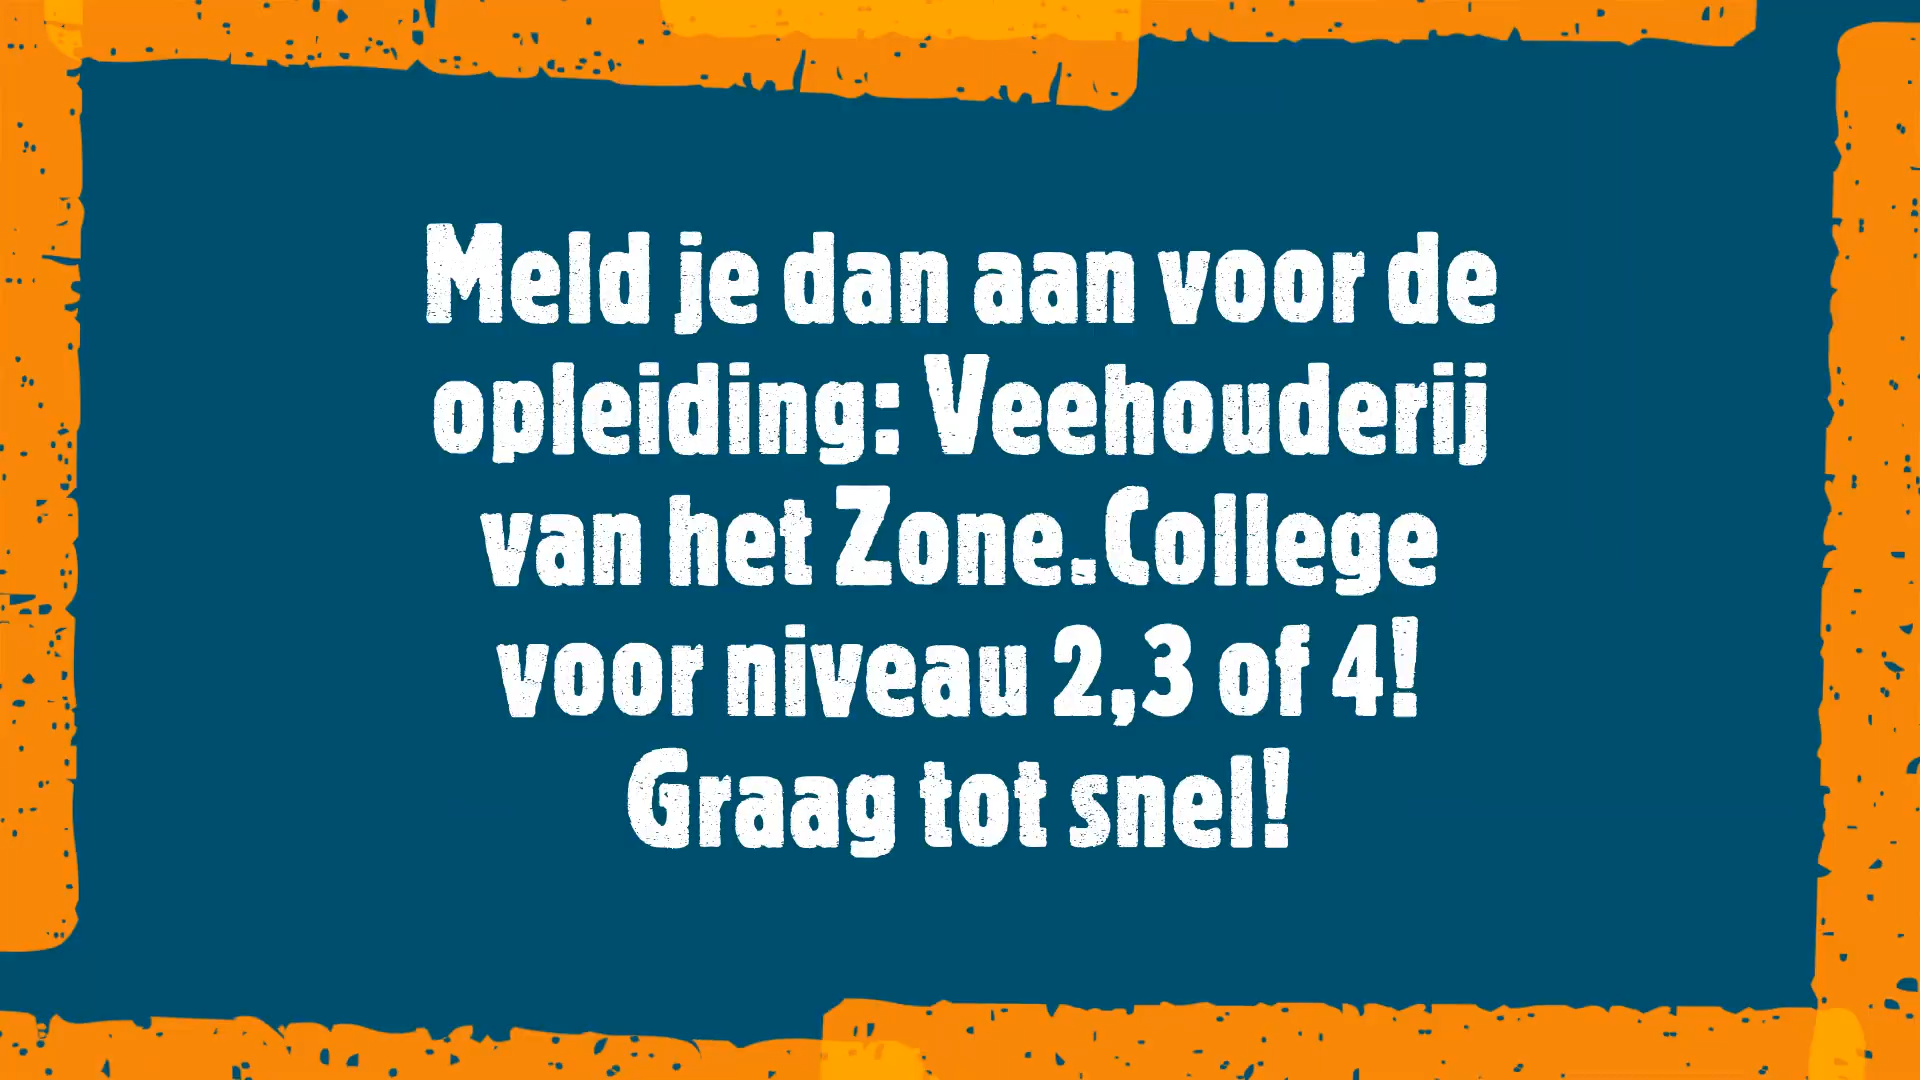 Meld je dan aan voor de
opleiding: Veehouderij
van het Zone.College
voor niveau 2,3 of 4!
Graag tot snel!